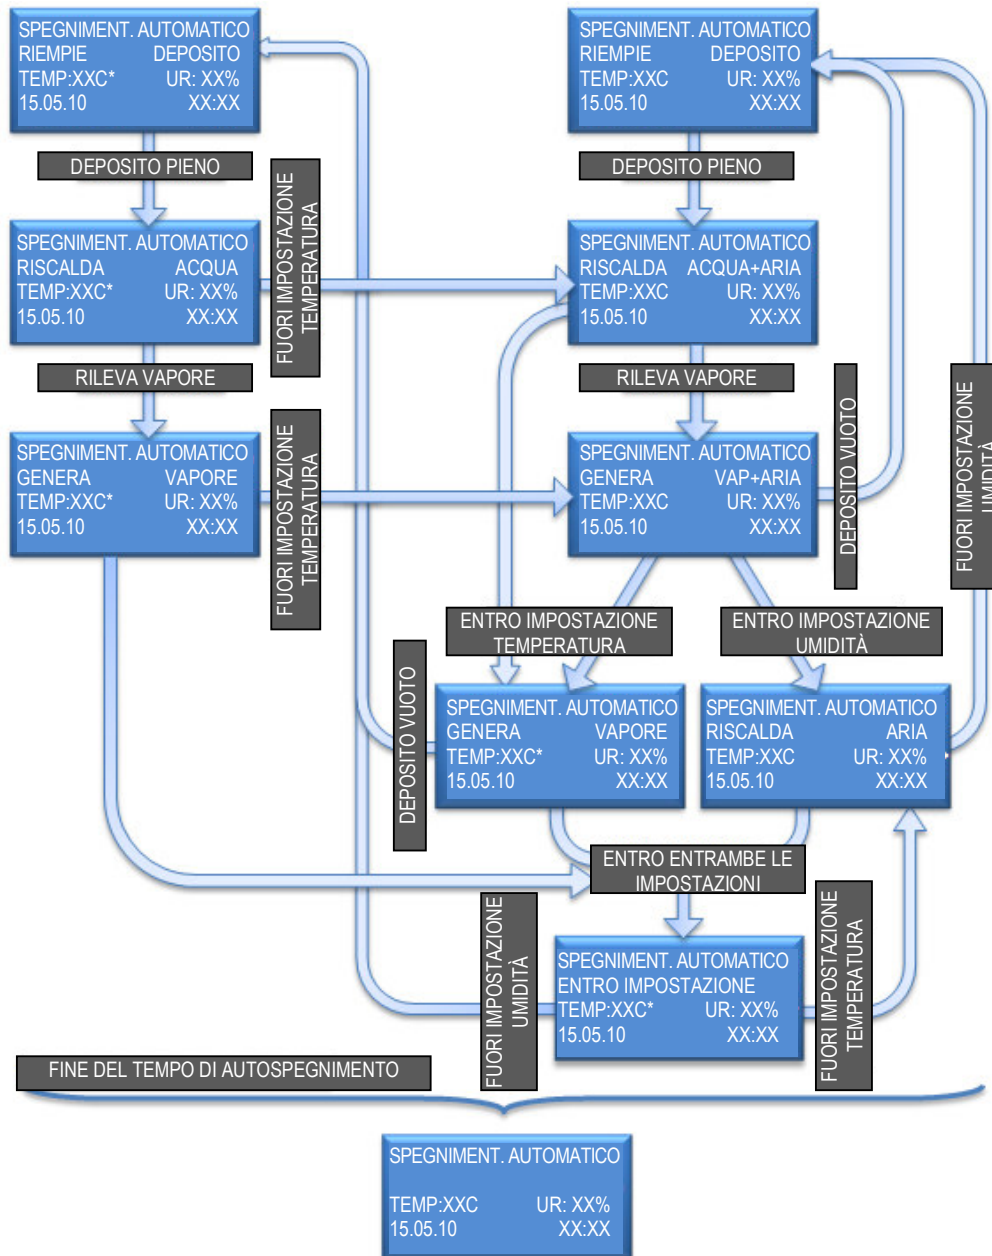 SPEGNIMENT. AUTOMATICO
RIEMPIE DEPOSITO
TEMP:XXC* UR: XX%
15.05.10 XX:XX
SPEGNIMENT. AUTOMATICO
RIEMPIE DEPOSITO
TEMP:XXC UR: XX%
15.05.10 XX:XX
DEPOSITO PIENO
DEPOSITO PIENO
FUORI IMPOSTAZIONE
TEMPERATURA
SPEGNIMENT. AUTOMATICO
RISCALDA ACQUA
TEMP:XXC* UR: XX%
15.05.10 XX:XX
SPEGNIMENT. AUTOMATICO
RISCALDA ACQUA+ARIA
TEMP:XXC UR: XX%
15.05.10 XX:XX
RILEVA VAPORE
RILEVA VAPORE
FUORI IMPOSTAZIONE
TEMPERATURA
DEPOSITO VUOTO
FUORI IMPOSTAZIONE
UMIDITÀ
SPEGNIMENT. AUTOMATICO
GENERA VAPORE
TEMP:XXC* UR: XX%
15.05.10 XX:XX
SPEGNIMENT. AUTOMATICO
GENERA VAP+ARIA
TEMP:XXC UR: XX%
15.05.10 XX:XX
ENTRO IMPOSTAZIONE
TEMPERATURA
ENTRO IMPOSTAZIONE
UMIDITÀ
DEPOSITO VUOTO
SPEGNIMENT. AUTOMATICO
GENERA VAPORE
TEMP:XXC* UR: XX%
15.05.10 XX:XX
SPEGNIMENT. AUTOMATICO
RISCALDA ARIA
TEMP:XXC UR: XX%
15.05.10 XX:XX
ENTRO ENTRAMBE LE
IMPOSTAZIONI
FUORI IMPOSTAZIONE
UMIDITÀ
FUORI IMPOSTAZIONE
TEMPERATURA
SPEGNIMENT. AUTOMATICO
ENTRO IMPOSTAZIONE
TEMP:XXC* UR: XX%
15.05.10 XX:XX
FINE DEL TEMPO DI AUTOSPEGNIMENTO
SPEGNIMENT. AUTOMATICO
TEMP:XXC UR: XX%
15.05.10 XX:XX